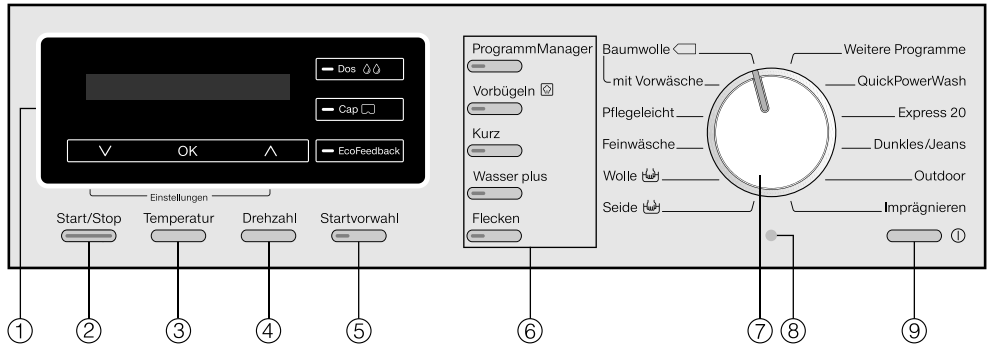 Dos
Cap
EcoFeedback
OK
Einstellungen
Start/Stop
Temperatur
Drehzahl
Startvorwahl
ProgrammManager
Vorbügeln
Kurz
Wasser plus
Flecken
Baumwolle
mit Vorwäsche
Pflegeleicht
Feinwäsche
Wolle
Seide
Weitere Programme
QuickPowerWash
Express 20
Dunkles/Jeans
Outdoor
Imprägnieren
① ② ③ ④ ⑤ ⑥ ⑦ ⑧ ⑨